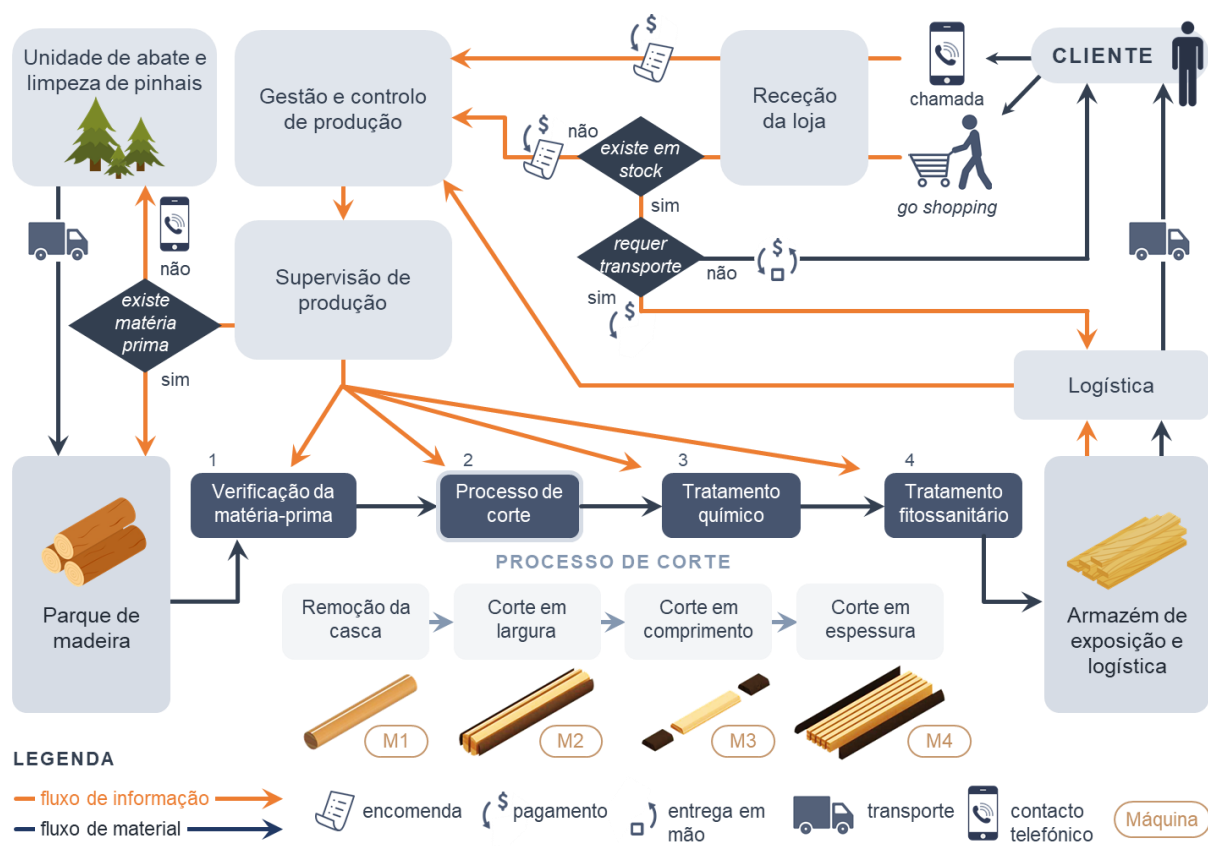 Unidade de abate e
limpeza de pinhais
Gestão e controlo
de produção
$
Receção
da loja
chamada
CLIENTE
$
não
existe em
stock
go shopping
sim
requer
transporte
não
$
sim
$
não
existe
matéria
prima
sim
Supervisão de
produção
Logística
1
Verificação da
matéria-prima
2
Processo de
corte
3
Tratamento
químico
4
Tratamento
fitossanitário
Parque de
madeira
PROCESSO DE CORTE
Remoção da
casca
Corte em
largura
Corte em
comprimento
Corte em
espessura
M1
M2
M3
M4
Armazém de
exposição e
logística
LEGENDA
fluxo de informação
fluxo de material
encomenda
$
pagamento
entrega em
mão
transporte
contacto
telefónico
Máquina